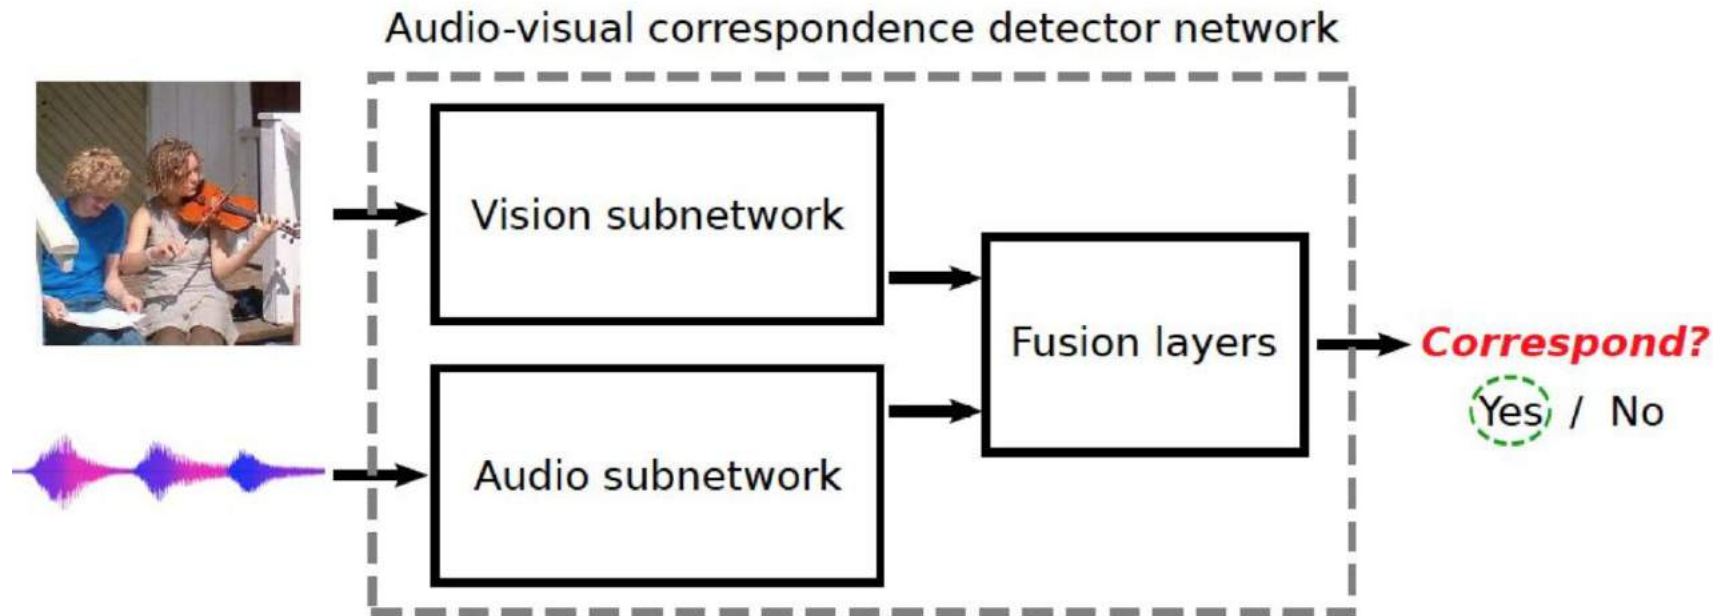 Audio-visual correspondence detector network
Vision subnetwork
Audio subnetwork
Fusion layers
Correspond?
Yes / No